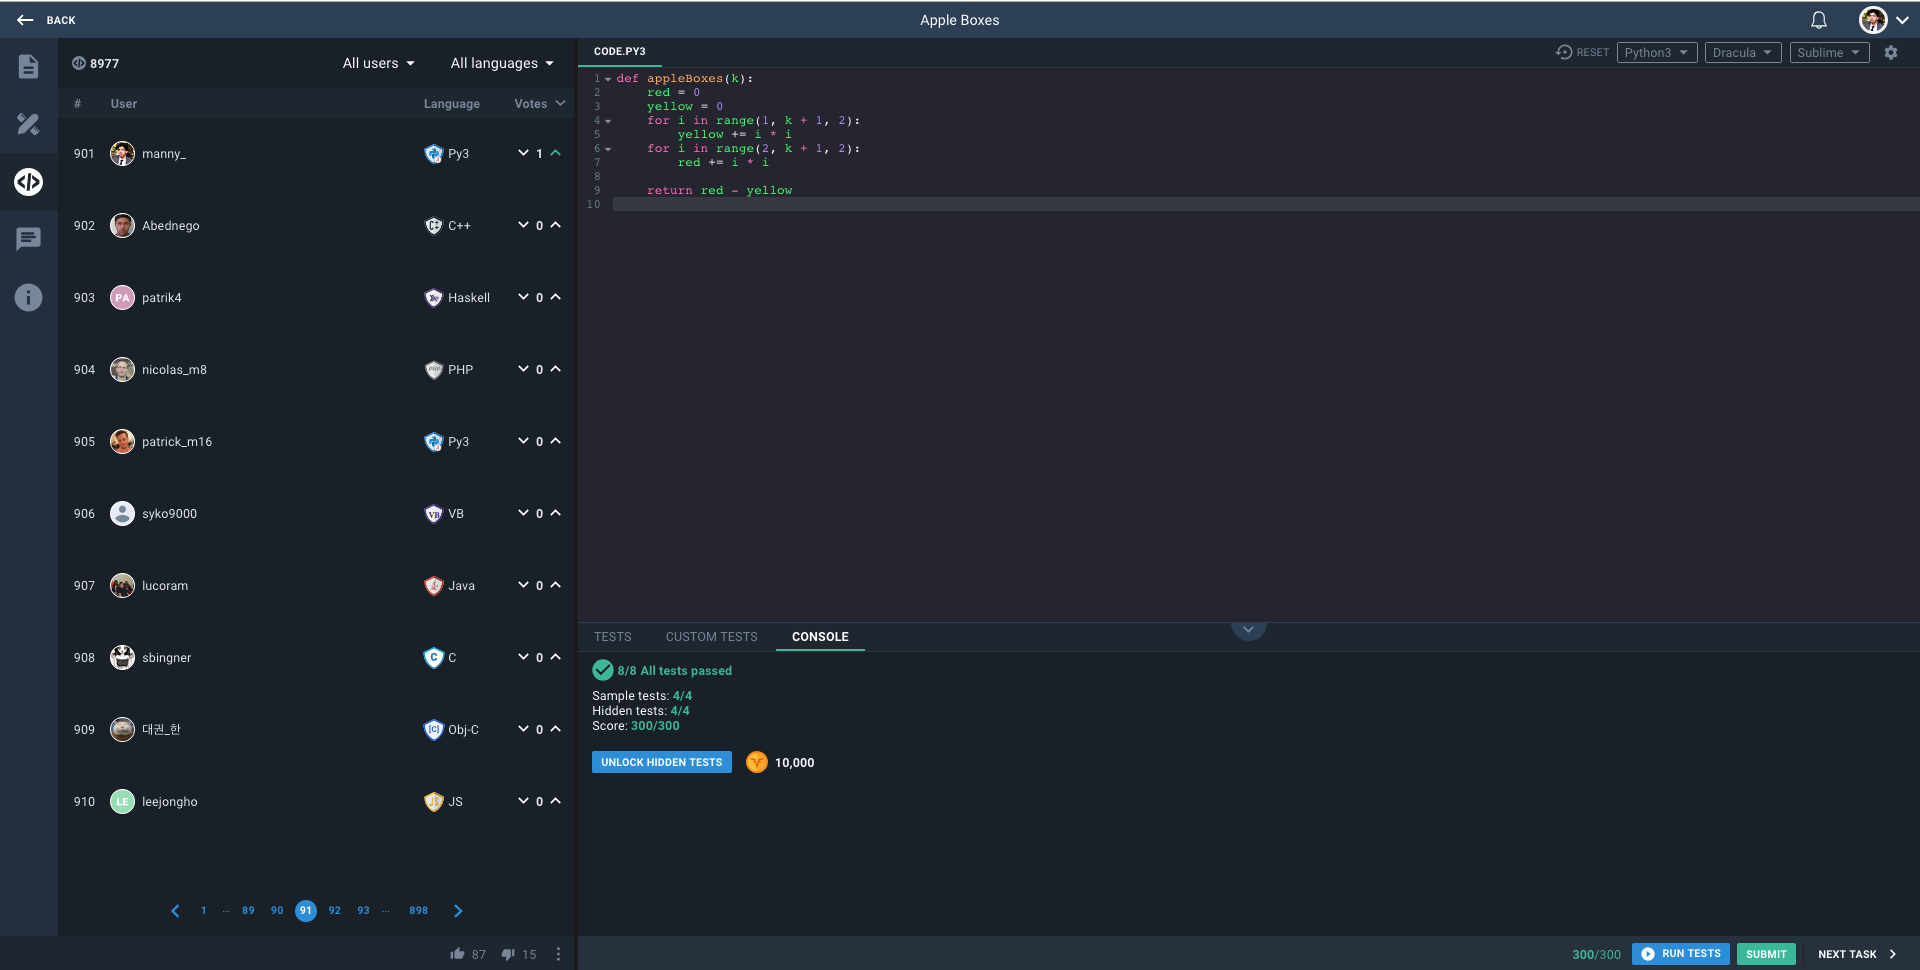 BACK
Apple Boxes
8977
All users
All languages
# User Language Votes
901 manny_ Py3 1
902 Abednego C++ 0
903 PA patrik4 Haskell 0
904 nicolas_m8 PHP PHP 0
905 patrick_m16 Py3 0
906 syko9000 VB VB 0
907 lucoram Java 0
908 sbingner C C 0
909 대권_한 [C] Obj-C 0
910 LE leejongho JS JS 0
1 ... 89 90 91 92 93 ... 898
87 15
CODE.PY3
RESET Python3 Dracula Sublime
1 def appleBoxes(k):
2 red = 0
3 yellow = 0
4 for i in range(1, k + 1, 2):
5 yellow += i * i
6 for i in range(2, k + 1, 2):
7 red += i * i
8
9 return red - yellow
10
TESTS CUSTOM TESTS CONSOLE
8/8 All tests passed
Sample tests: 4/4
Hidden tests: 4/4
Score: 300/300
UNLOCK HIDDEN TESTS 10,000
300/300 RUN TESTS SUBMIT NEXT TASK